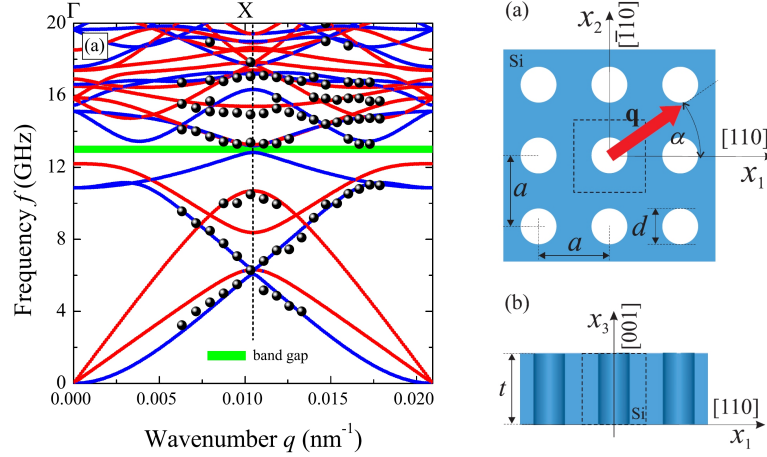 Γ X
(a)
20
16
12
8
4
0
Frequency f (GHz)
band gap
0.000 0.005 0.010 0.015 0.020
Wavenumber q (nm⁻¹)
(a)
x₂
[1̅10]
Si
q
α
[110]
x₁
a
d
a
(b)
x₃
[001]
t
Si
[110]
x₁